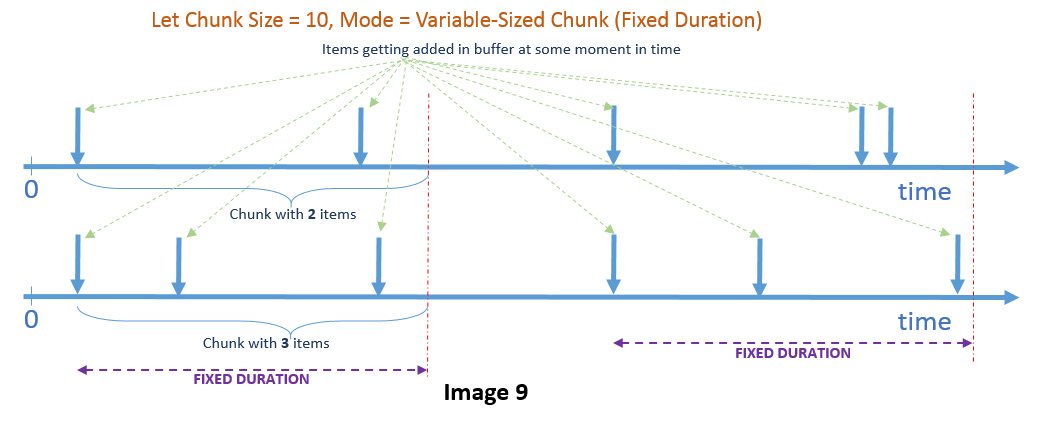 Let Chunk Size = 10, Mode = Variable-Sized Chunk (Fixed Duration)
Items getting added in buffer at some moment in time
0
time
Chunk with 2 items
0
time
Chunk with 3 items
FIXED DURATION
FIXED DURATION
Image 9